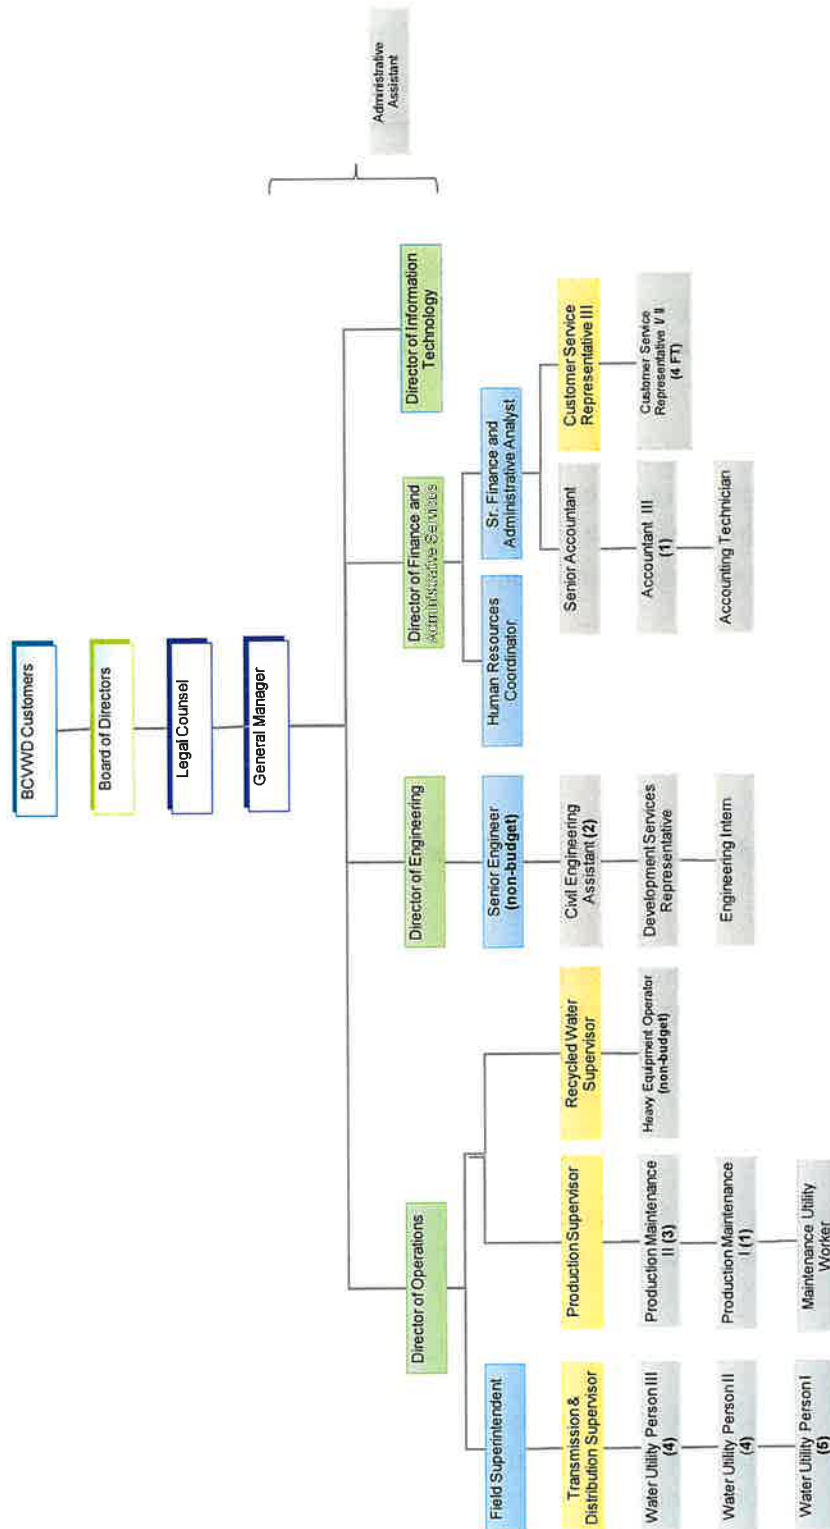 BCVWD Customers
Board of Directors
Legal Counsel
General Manager
Administrative
Assistant
Director of Operations
Director of Engineering
Director of Finance and
Administrative Services
Director of Information
Technology
Field Superintendent
Senior Engineer
(non-budget)
Human Resources
Coordinator
Sr. Finance and
Administrative Analyst
Transmission &
Distribution Supervisor
Production Supervisor
Recycled Water
Supervisor
Civil Engineering
Assistant (2)
Senior Accountant
Customer Service
Representative III
Water Utility Person III
(4)
Production Maintenance
II (3)
Heavy Equipment Operator
(non-budget)
Development Services
Representative
Accountant III
(1)
Customer Service
Representative I/ II
(4 FT)
Water Utility Person II
(4)
Production Maintenance
I (1)
Engineering Intern
Accounting Technician
Water Utility Person I
(5)
Maintenance Utility
Worker